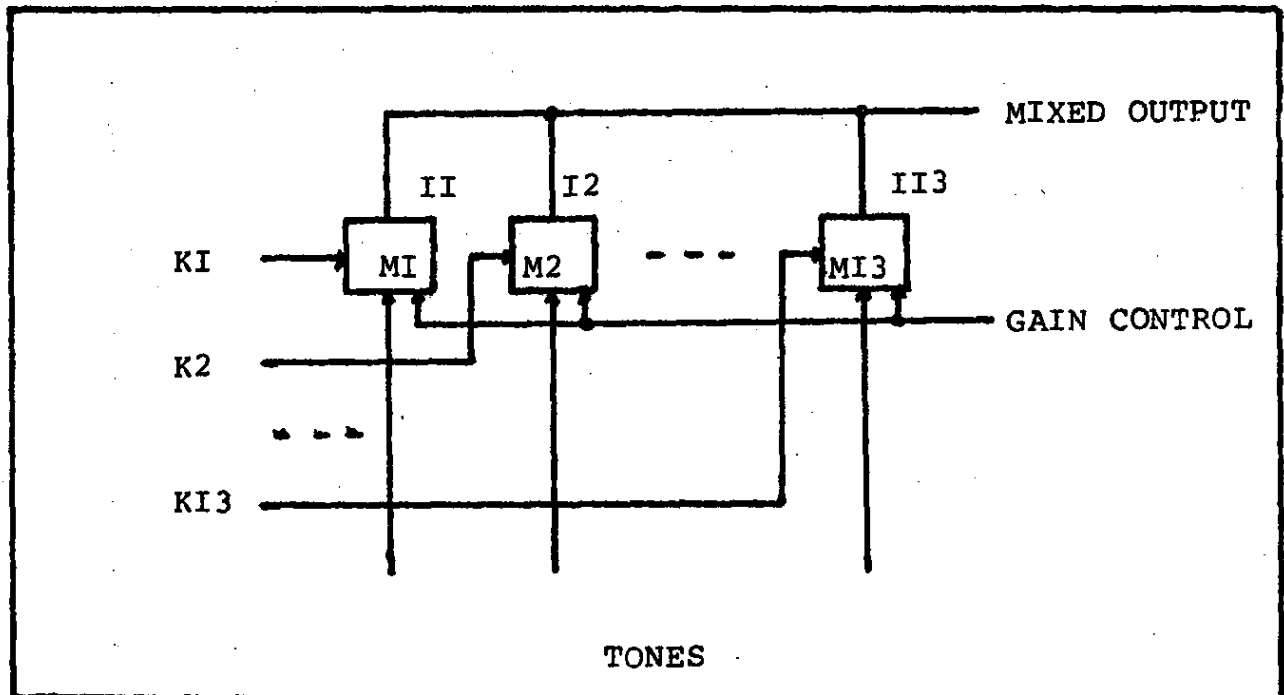 MIXED OUTPUT
II I2 II3
KI MI M2 - - - MI3
GAIN CONTROL
K2
- - -
KI3
TONES